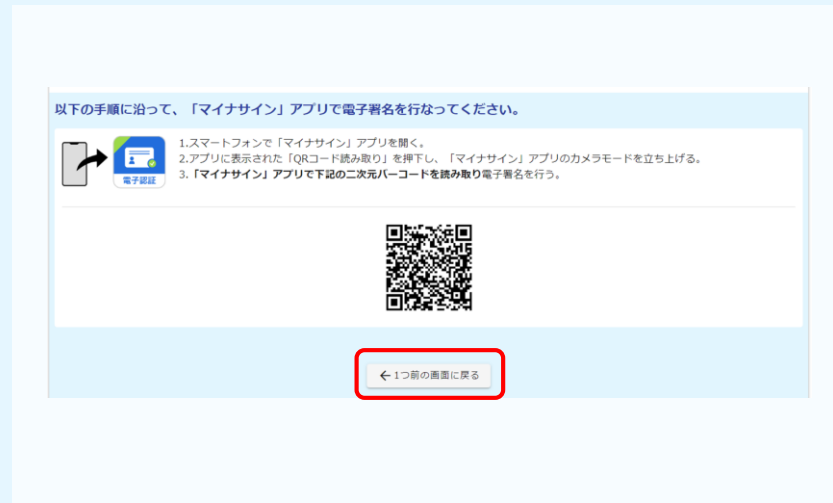 以下の手順に沿って、「マイナサイン」アプリで電子署名を行なってください。
1.スマートフォンで「マイナサイン」アプリを開く。
2.アプリに表示された「QRコード読み取り」を押下し、「マイナサイン」アプリのカメラモードを立ち上げる。
3.「マイナサイン」アプリで下記の二次元バーコードを読み取り電子署名を行う。
電子認証
←1つ前の画面に戻る